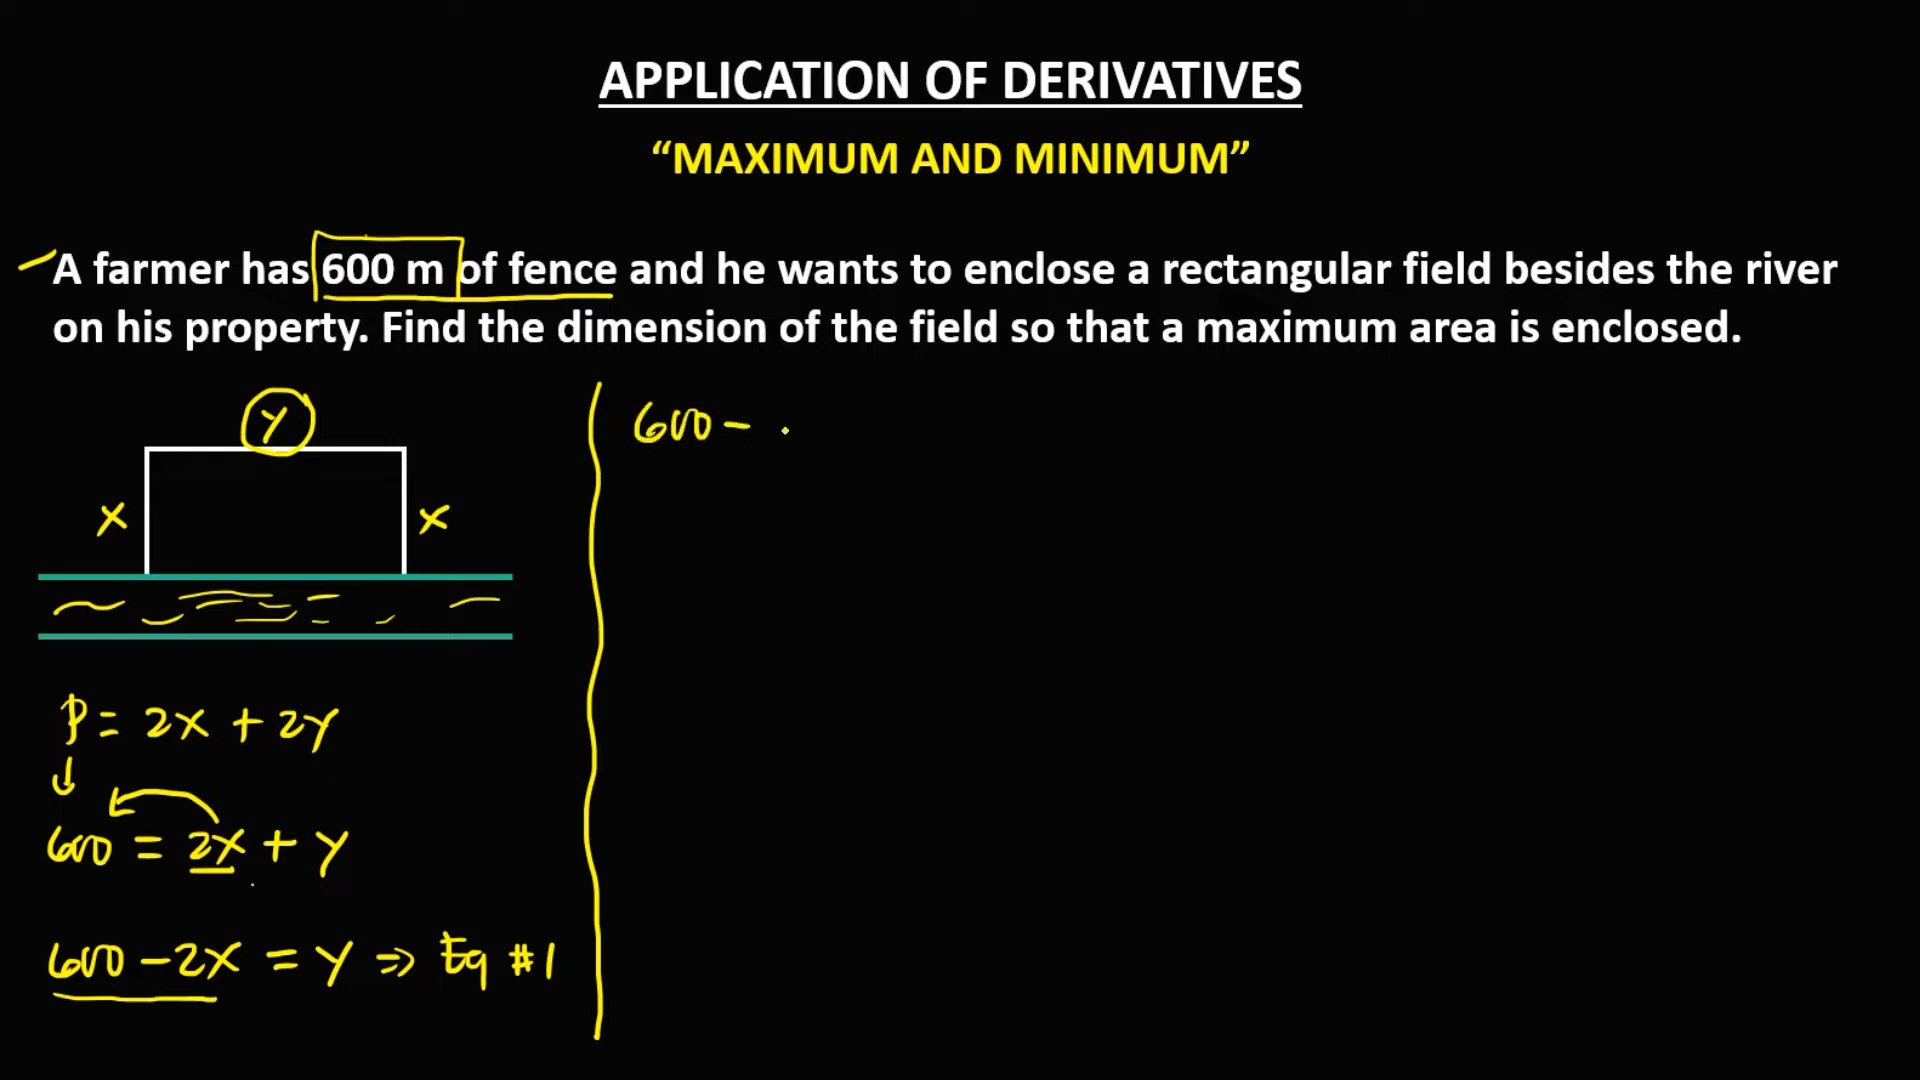 APPLICATION OF DERIVATIVES
“MAXIMUM AND MINIMUM”
A farmer has 600 m of fence and he wants to enclose a rectangular field besides the river
on his property. Find the dimension of the field so that a maximum area is enclosed.
Y
x x
P = 2x + 2y
600 = 2x + y
600 - 2x = y ⇒ Eq #1
600 -